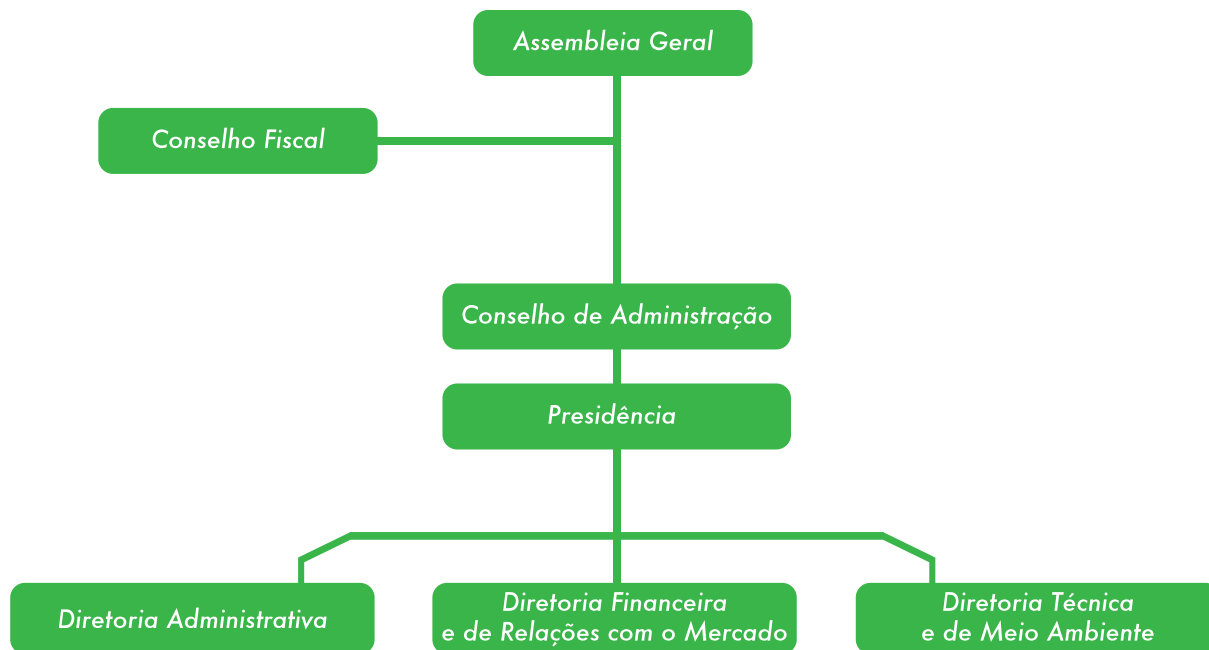 Assembleia Geral
Conselho Fiscal
Conselho de Administração
Presidência
Diretoria Administrativa
Diretoria Financeira
e de Relações com o Mercado
Diretoria Técnica
e de Meio Ambiente